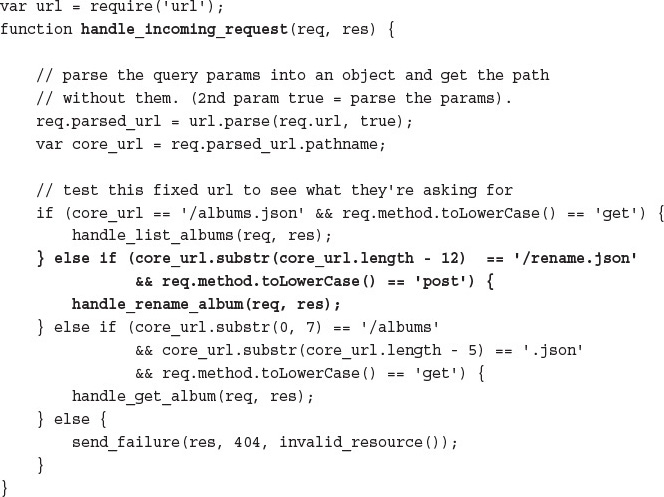 var url = require('url');
function handle_incoming_request(req, res) {
    // parse the query params into an object and get the path
    // without them. (2nd param true = parse the params).
    req.parsed_url = url.parse(req.url, true);
    var core_url = req.parsed_url.pathname;
    // test this fixed url to see what they're asking for
    if (core_url == '/albums.json' && req.method.toLowerCase() == 'get') {
        handle_list_albums(req, res);
    } else if (core_url.substr(core_url.length - 12)  == '/rename.json'
               && req.method.toLowerCase() == 'post') {
        handle_rename_album(req, res);
    } else if (core_url.substr(0, 7) == '/albums'
               && core_url.substr(core_url.length - 5) == '.json'
               && req.method.toLowerCase() == 'get') {
        handle_get_album(req, res);
    } else {
        send_failure(res, 404, invalid_resource());
    }
}